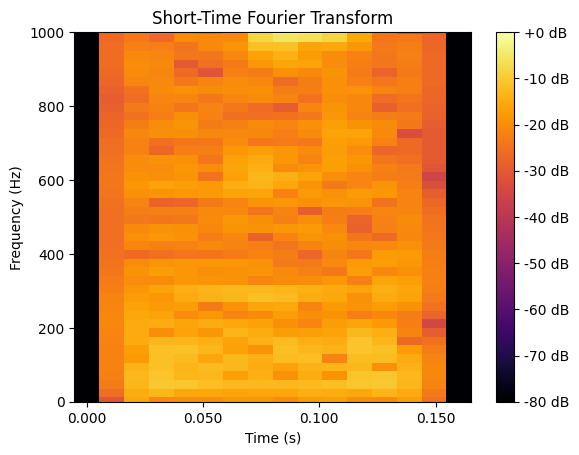 Short-Time Fourier Transform
1000
800
600
400
200
0
Frequency (Hz)
0.000
0.050
0.100
0.150
Time (s)
+0 dB
-10 dB
-20 dB
-30 dB
-40 dB
-50 dB
-60 dB
-70 dB
-80 dB